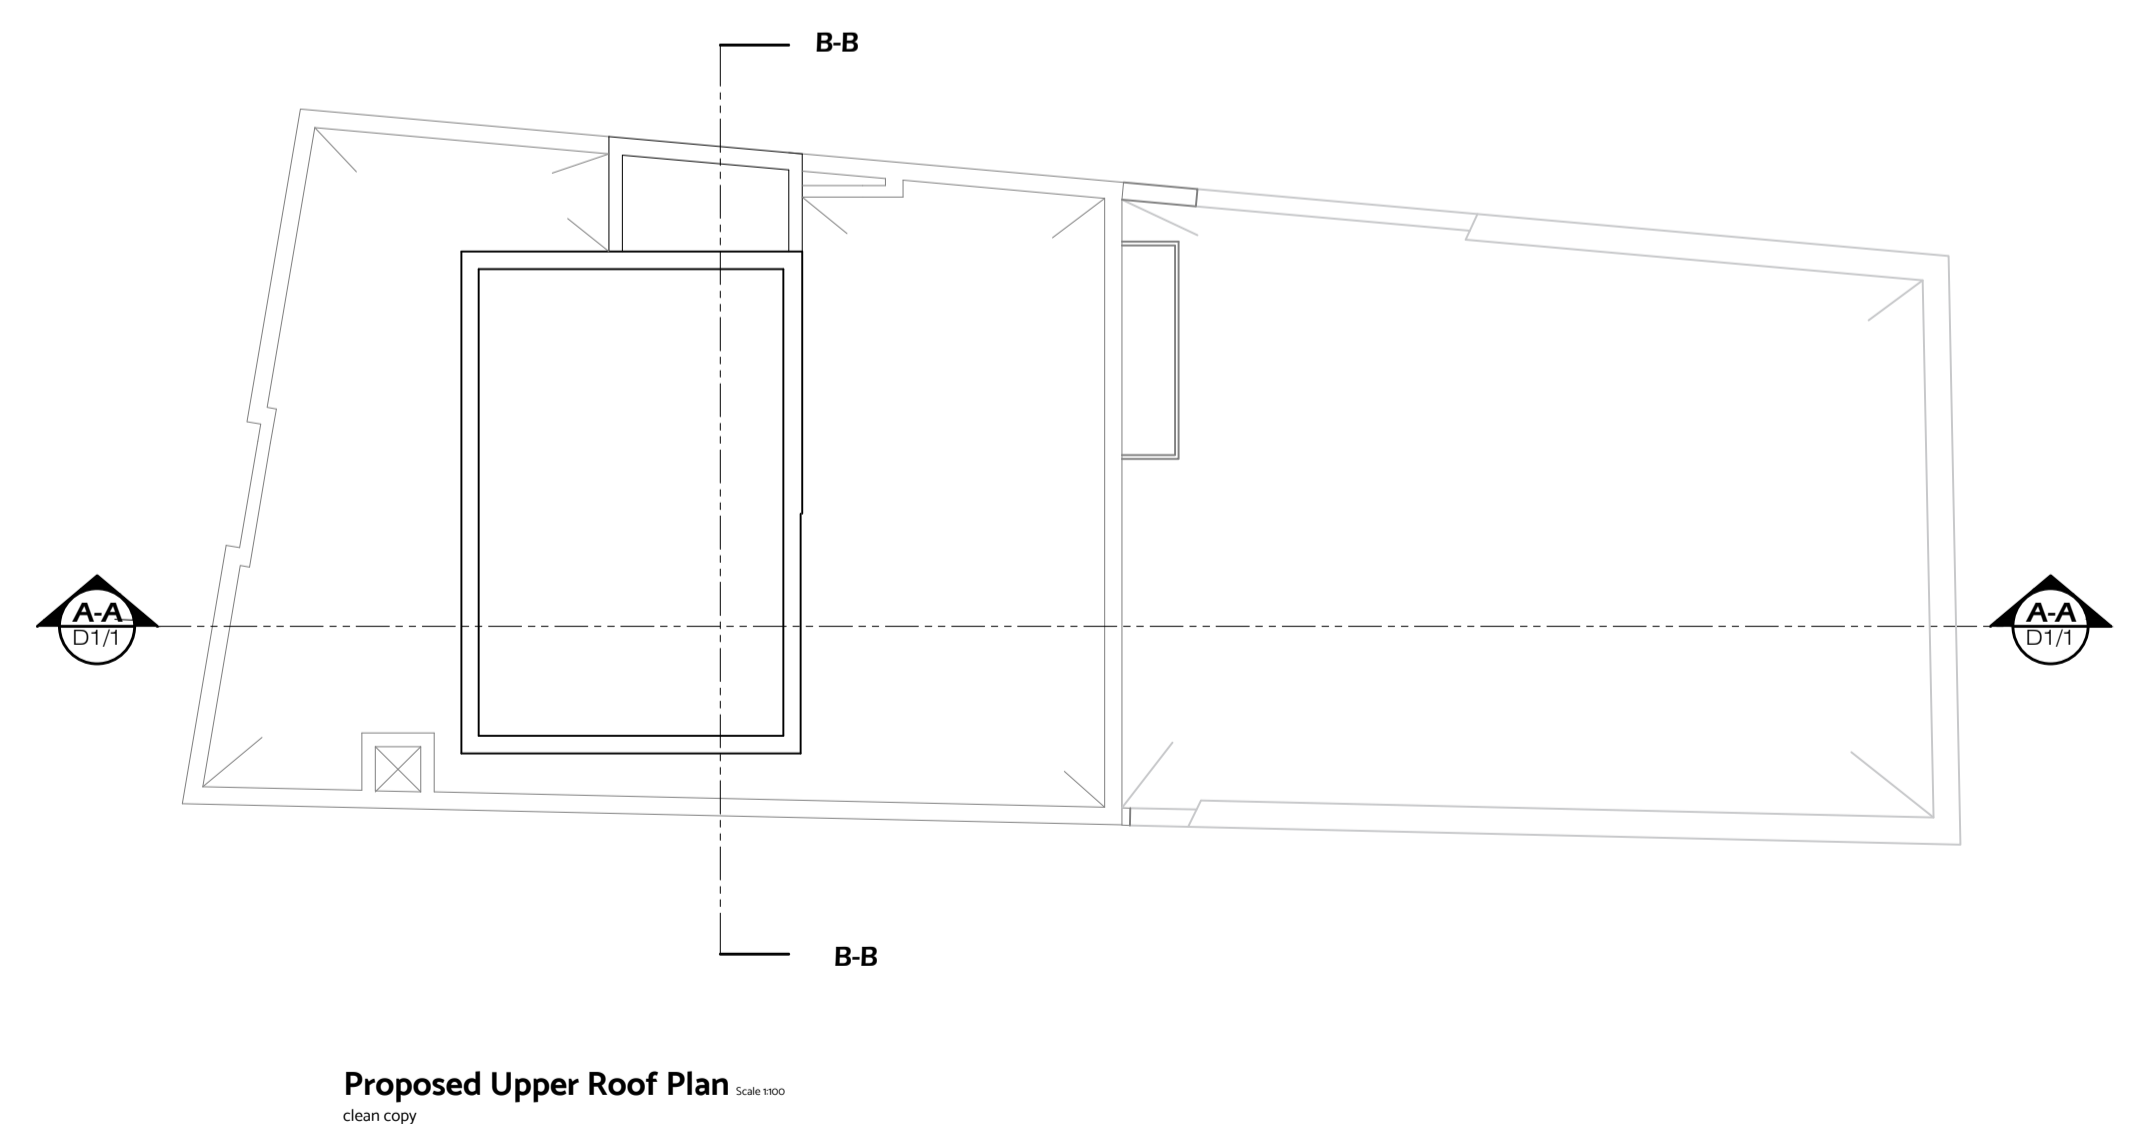 B-B
A-A
D1/1
A-A
D1/1
B-B
Proposed Upper Roof Plan Scale 1:100
clean copy